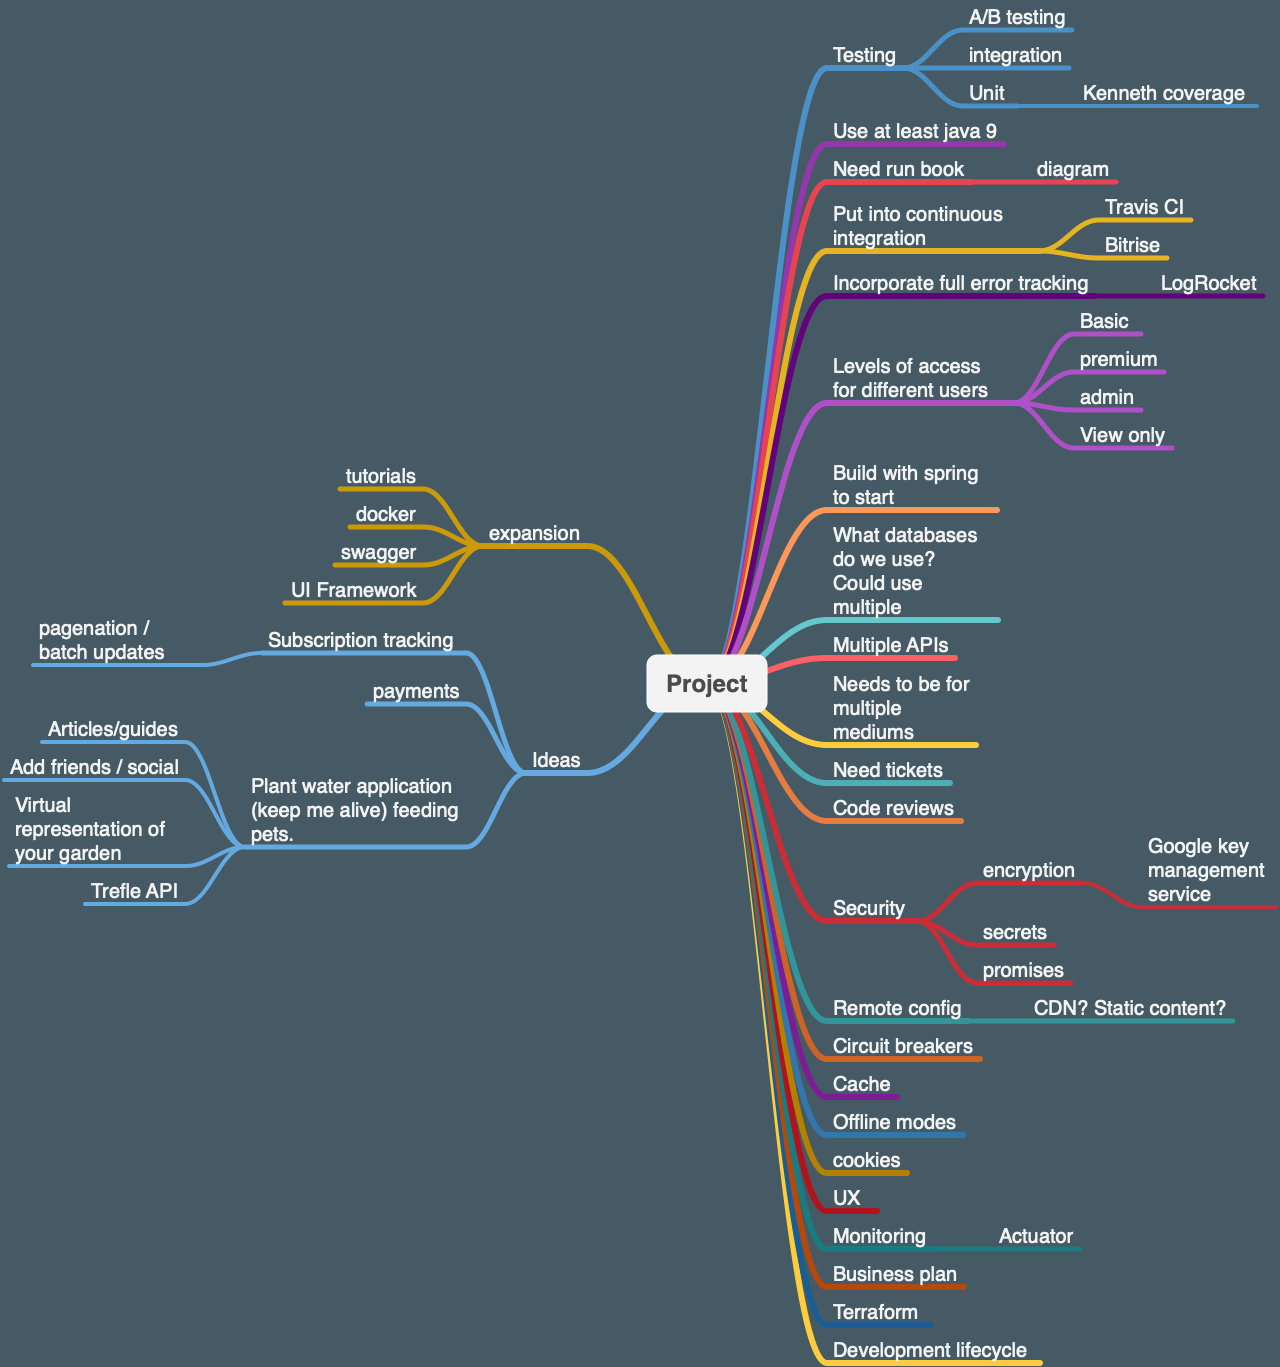 A/B testing
Testing
integration
Unit
Kenneth coverage
Use at least java 9
Need run book
diagram
Put into continuous
integration
Travis CI
Bitrise
Incorporate full error tracking
LogRocket
Levels of access
for different users
Basic
premium
admin
View only
Build with spring
to start
What databases
do we use?
Could use
multiple
Multiple APIs
Needs to be for
multiple
mediums
Need tickets
Code reviews
Security
encryption
Google key
management
service
secrets
promises
Remote config
CDN? Static content?
Circuit breakers
Cache
Offline modes
cookies
UX
Monitoring
Actuator
Business plan
Terraform
Development lifecycle
Project
expansion
tutorials
docker
swagger
UI Framework
Ideas
Subscription tracking
pagenation /
batch updates
payments
Plant water application
(keep me alive) feeding
pets.
Articles/guides
Add friends / social
Virtual
representation of
your garden
Trefle API